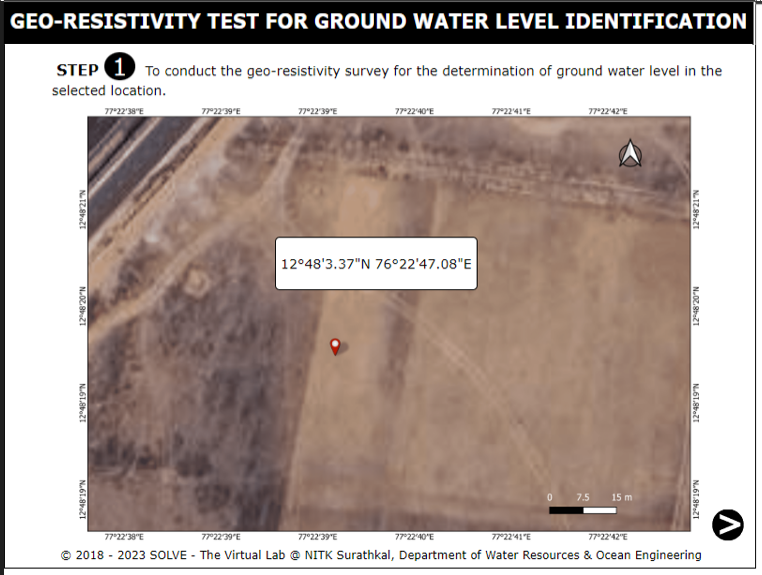 GEO-RESISTIVITY TEST FOR GROUND WATER LEVEL IDENTIFICATION
STEP 1 To conduct the geo-resistivity survey for the determination of ground water level in the
selected location.
77°22'38"E 77°22'39"E 77°22'39"E 77°22'40"E 77°22'41"E 77°22'42"E
12°48'21"N 12°48'21"N
12°48'3.37"N 76°22'47.08"E
12°48'20"N 12°48'20"N
12°48'19"N 12°48'19"N
0 7.5 15 m
12°48'19"N 12°48'19"N
77°22'38"E 77°22'39"E 77°22'39"E 77°22'40"E 77°22'41"E 77°22'42"E
>
© 2018 - 2023 SOLVE - The Virtual Lab @ NITK Surathkal, Department of Water Resources & Ocean Engineering